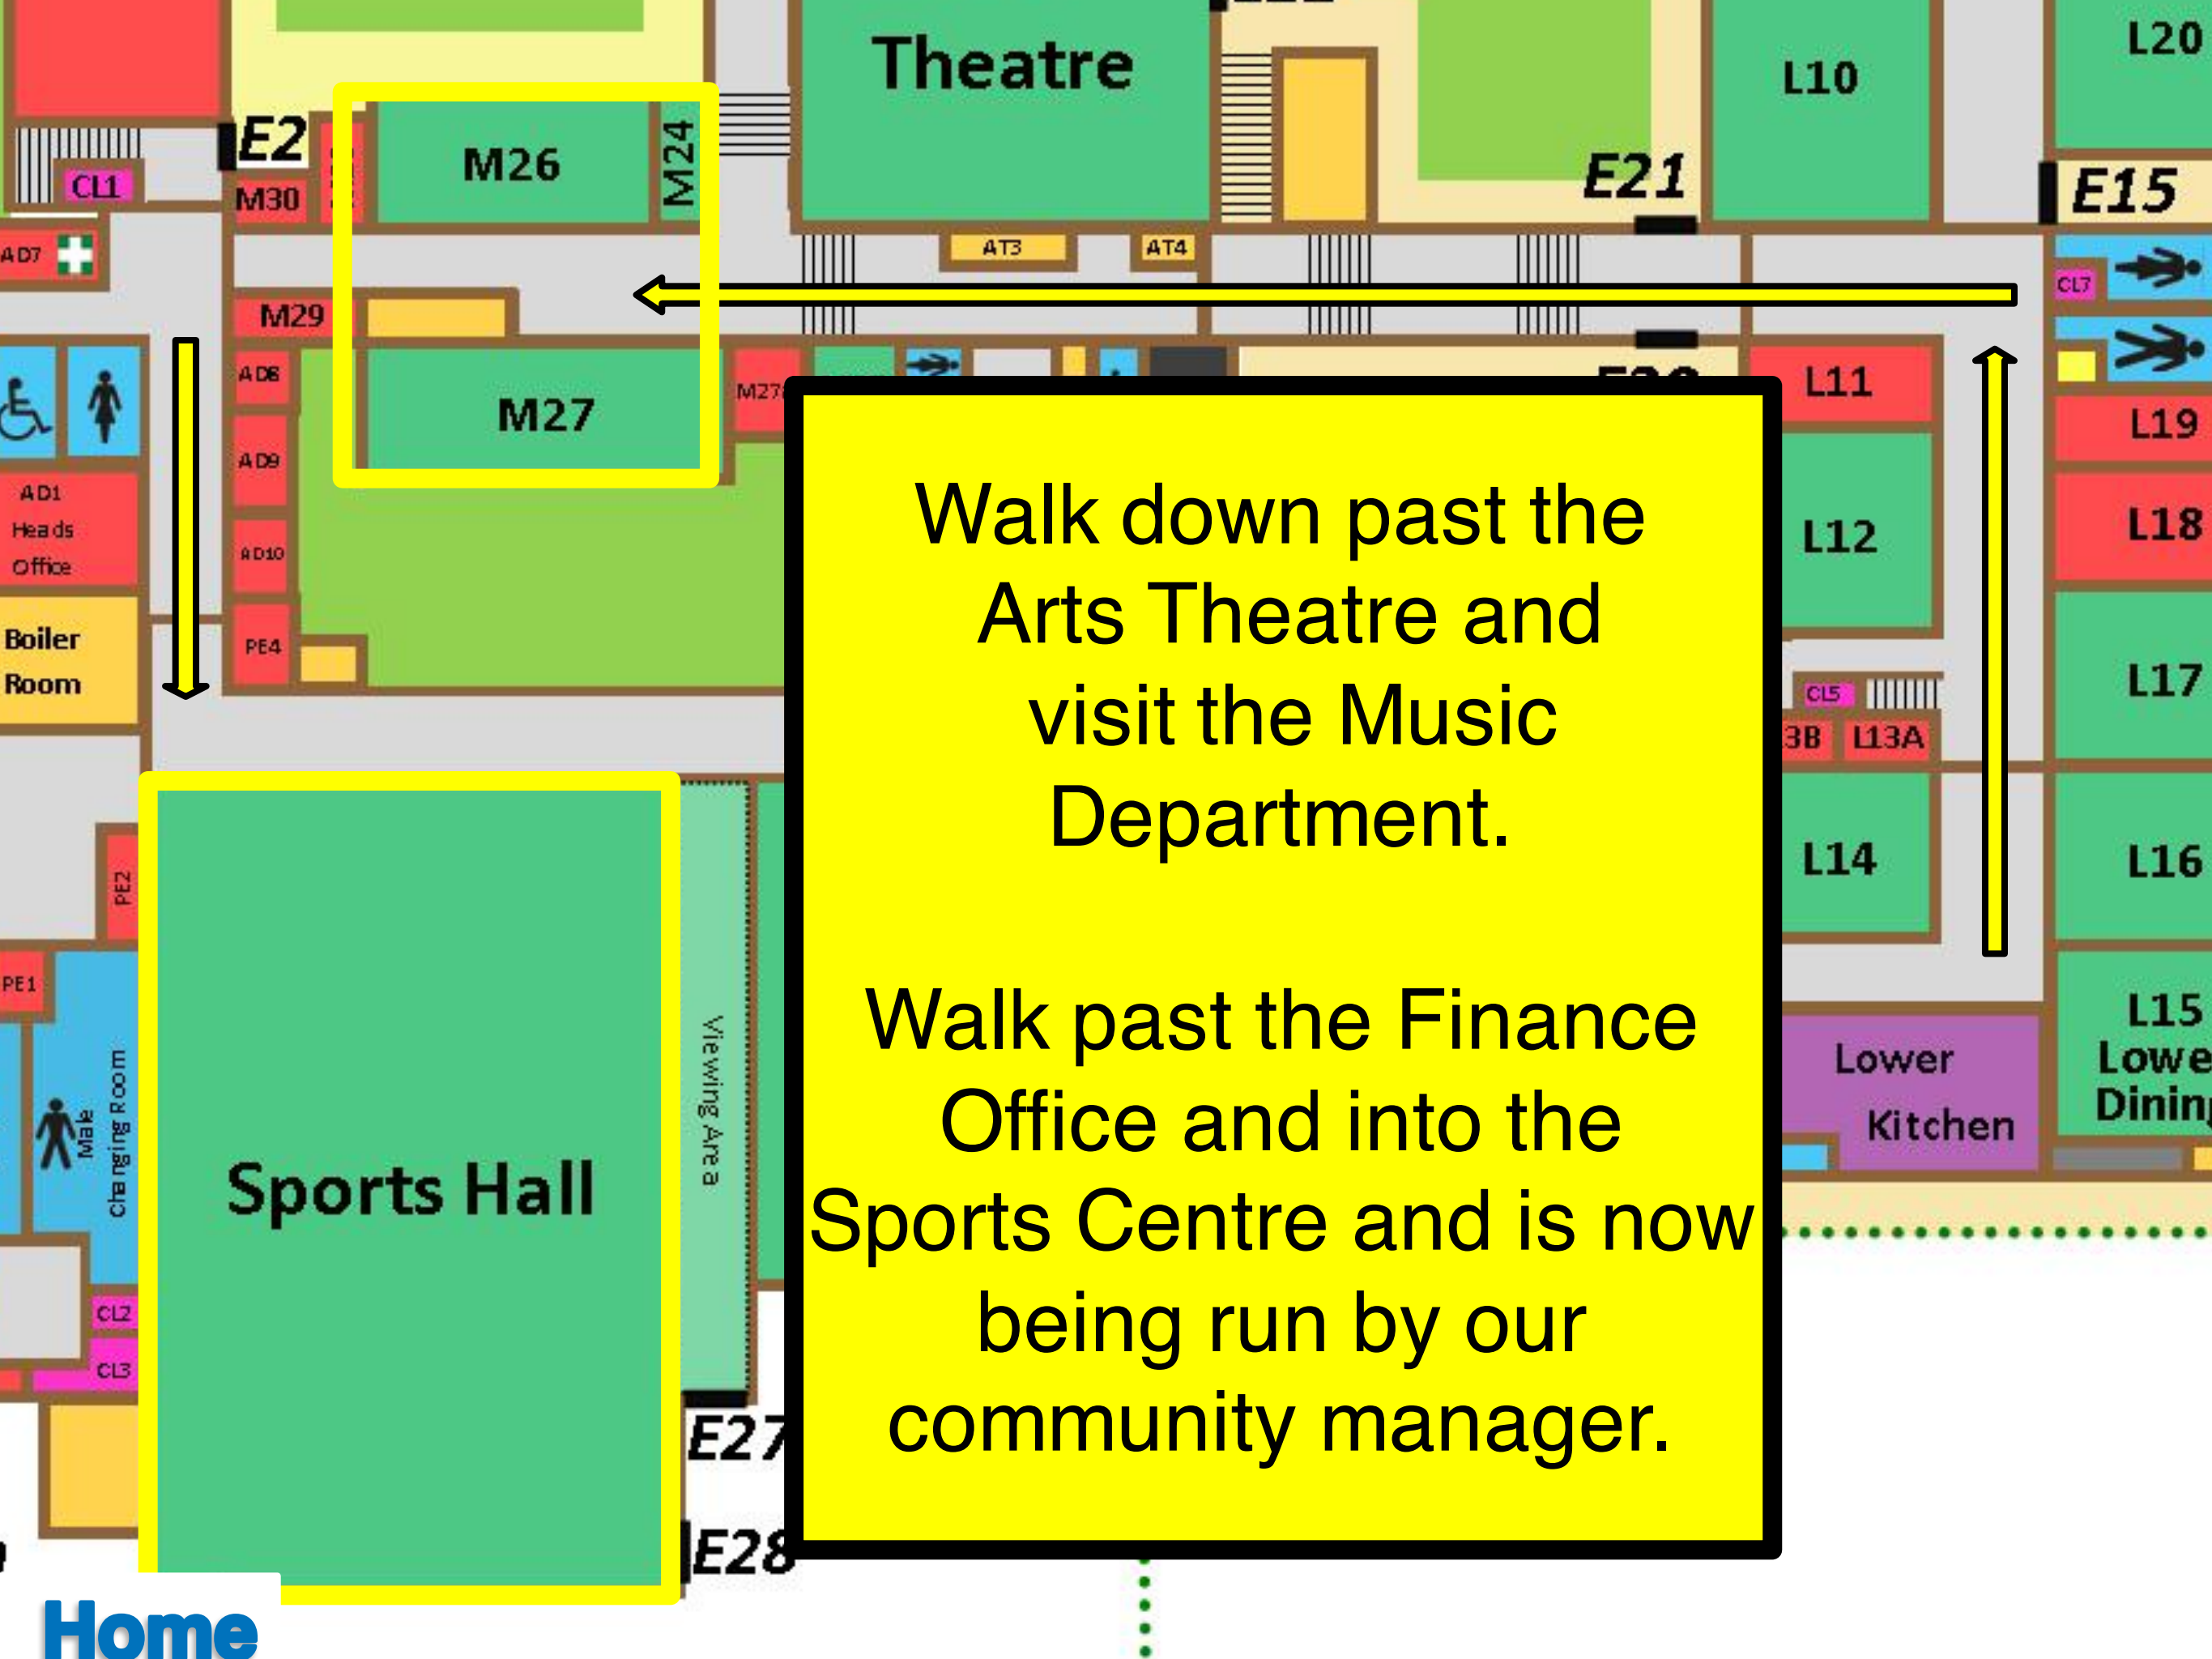 Theatre
L10
L20
E2
M26
M24
E21
E15
CL1
M30
AD7
AT3
AT4
CL7
M29
AD8
M27
L11
L19
AD9
AD1
Heads
Office
AD10
L12
L18
Boiler
Room
PE4
L17
CL5
L13A
L14
L16
PE2
PE1
L15
Lower
Kitchen
Male
Changing Room
Viewing Area
Sports Hall
CL2
CL3
E27
E28
Walk down past the
Arts Theatre and
visit the Music
Department.
Walk past the Finance
Office and into the
Sports Centre and is now
being run by our
community manager.
Home